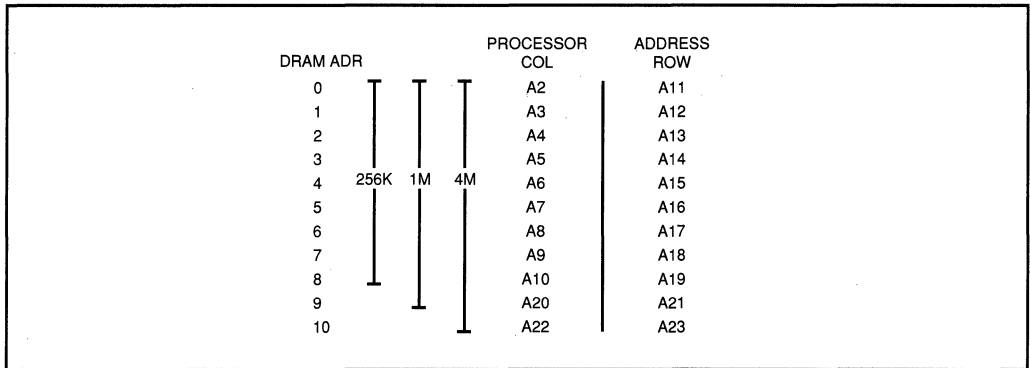 PROCESSOR ADDRESS
DRAM ADR COL ROW
0 A2 A11
1 A3 A12
2 A4 A13
3 A5 A14
4 256K 1M 4M A6 A15
5 A7 A16
6 A8 A17
7 A9 A18
8 A10 A19
9 A20 A21
10 A22 A23